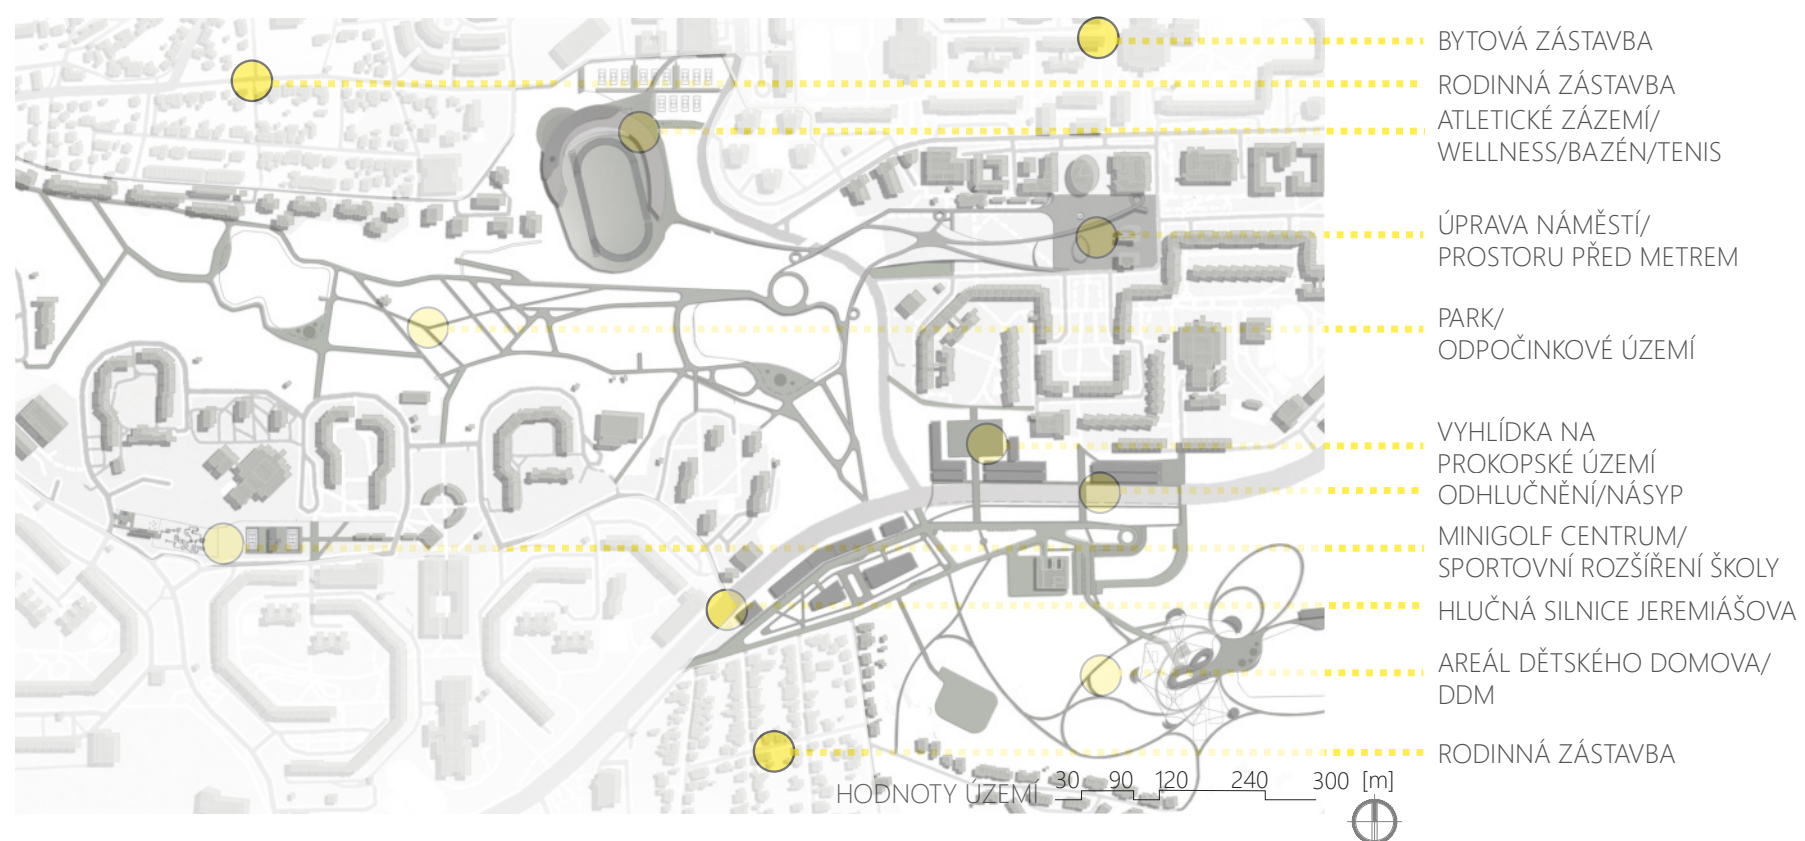 BYTOVÁ ZÁSTAVBA
RODINNÁ ZÁSTAVBA
ATLETICKÉ ZÁZEMÍ/
WELLNESS/BAZÉN/TENIS
ÚPRAVA NÁMĚSTÍ/
PROSTORU PŘED METREM
PARK/
ODPOČINKOVÉ ÚZEMÍ
VYHLÍDKA NA
PROKOPSKÉ ÚZEMÍ
ODHLUČNĚNÍ/NÁSYP
MINIGOLF CENTRUM/
SPORTOVNÍ ROZŠÍŘENÍ ŠKOLY
HLUČNÁ SILNICE JEREMIÁŠOVA
AREÁL DĚTSKÉHO DOMOVA/
DDM
RODINNÁ ZÁSTAVBA
HODNOTY ÚZEMÍ 30 90 120 240 300 [m]